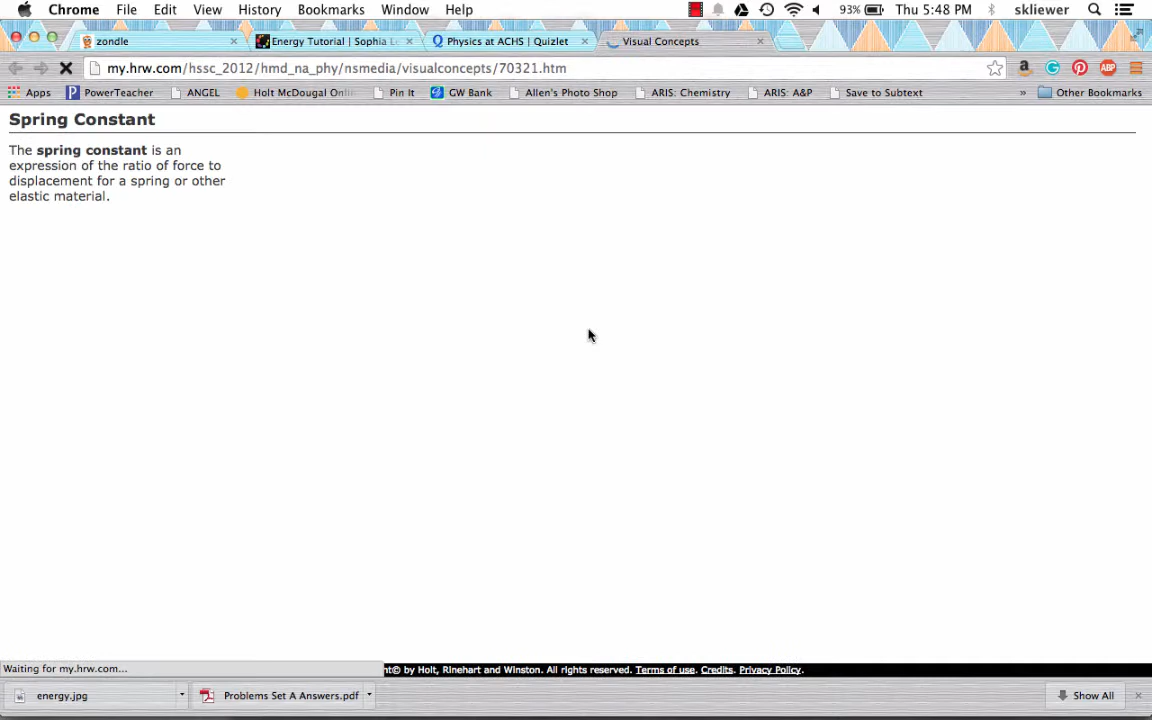 Chrome File Edit View History Bookmarks Window Help 93% Thu 5:48 PM skliewer
zondle Energy Tutorial | Sophia Le Physics at ACHS | Quizlet Visual Concepts
my.hrw.com/hssc_2012/hmd_na_phy/nsmedia/visualconcepts/70321.htm
Apps PowerTeacher ANGEL Holt McDougal Onli Pin It GW Bank Allen's Photo Shop ARIS: Chemistry ARIS: A&P Save to Subtext » Other Bookmarks
Spring Constant
The spring constant is an
expression of the ratio of force to
displacement for a spring or other
elastic material.
Waiting for my.hrw.com... nt© by Holt, Rinehart and Winston. All rights reserved. Terms of use. Credits. Privacy Policy.
energy.jpg Problems Set A Answers.pdf Show All